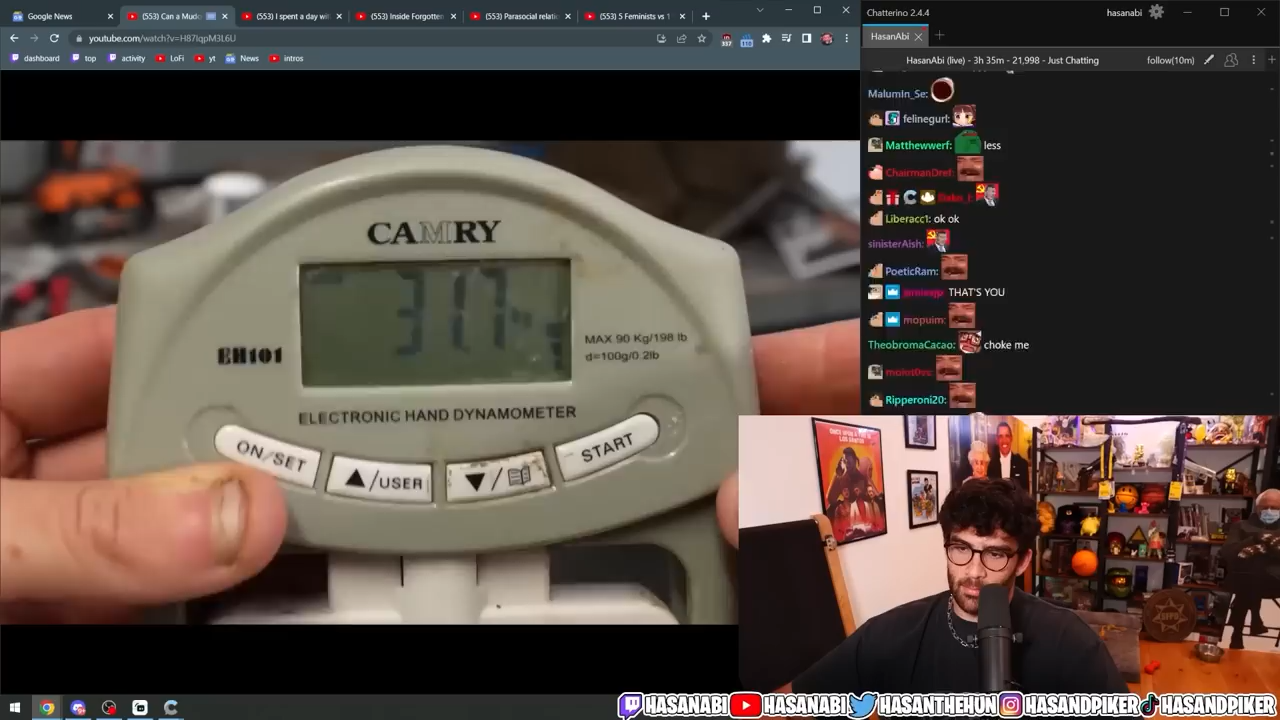 Google News
(553) Can a Mudc
(553) I spent a day wi
(553) Inside Forgotten
(553) Parasocial relatio
(553) 5 Feminists vs 1
youtube.com/watch?v=H87IqpM3L6U
dashboard
top
activity
LoFi
yt
News
intros
CAMRY
317
EH101
MAX 90 Kg/198 lb
d=100g/0.2lb
ELECTRONIC HAND DYNAMOMETER
ON/SET
▲/USER
▼/
START
Chatterino 2.4.4
hasanabi
HasanAbi
HasanAbi (live) - 3h 35m - 21,998 - Just Chatting
follow(10m)
MalumIn_Se:
felinegurl:
Matthewwerf: less
ChairmanDref:
Liberacc1: ok ok
sinisterAish:
PoeticRam:
THAT'S YOU
mopuim:
TheobromaCacao: choke me
Ripperoni20:
HASANABI
HASANABI
HASANTHEHUN
HASANDPIKER
HASANDPIKER